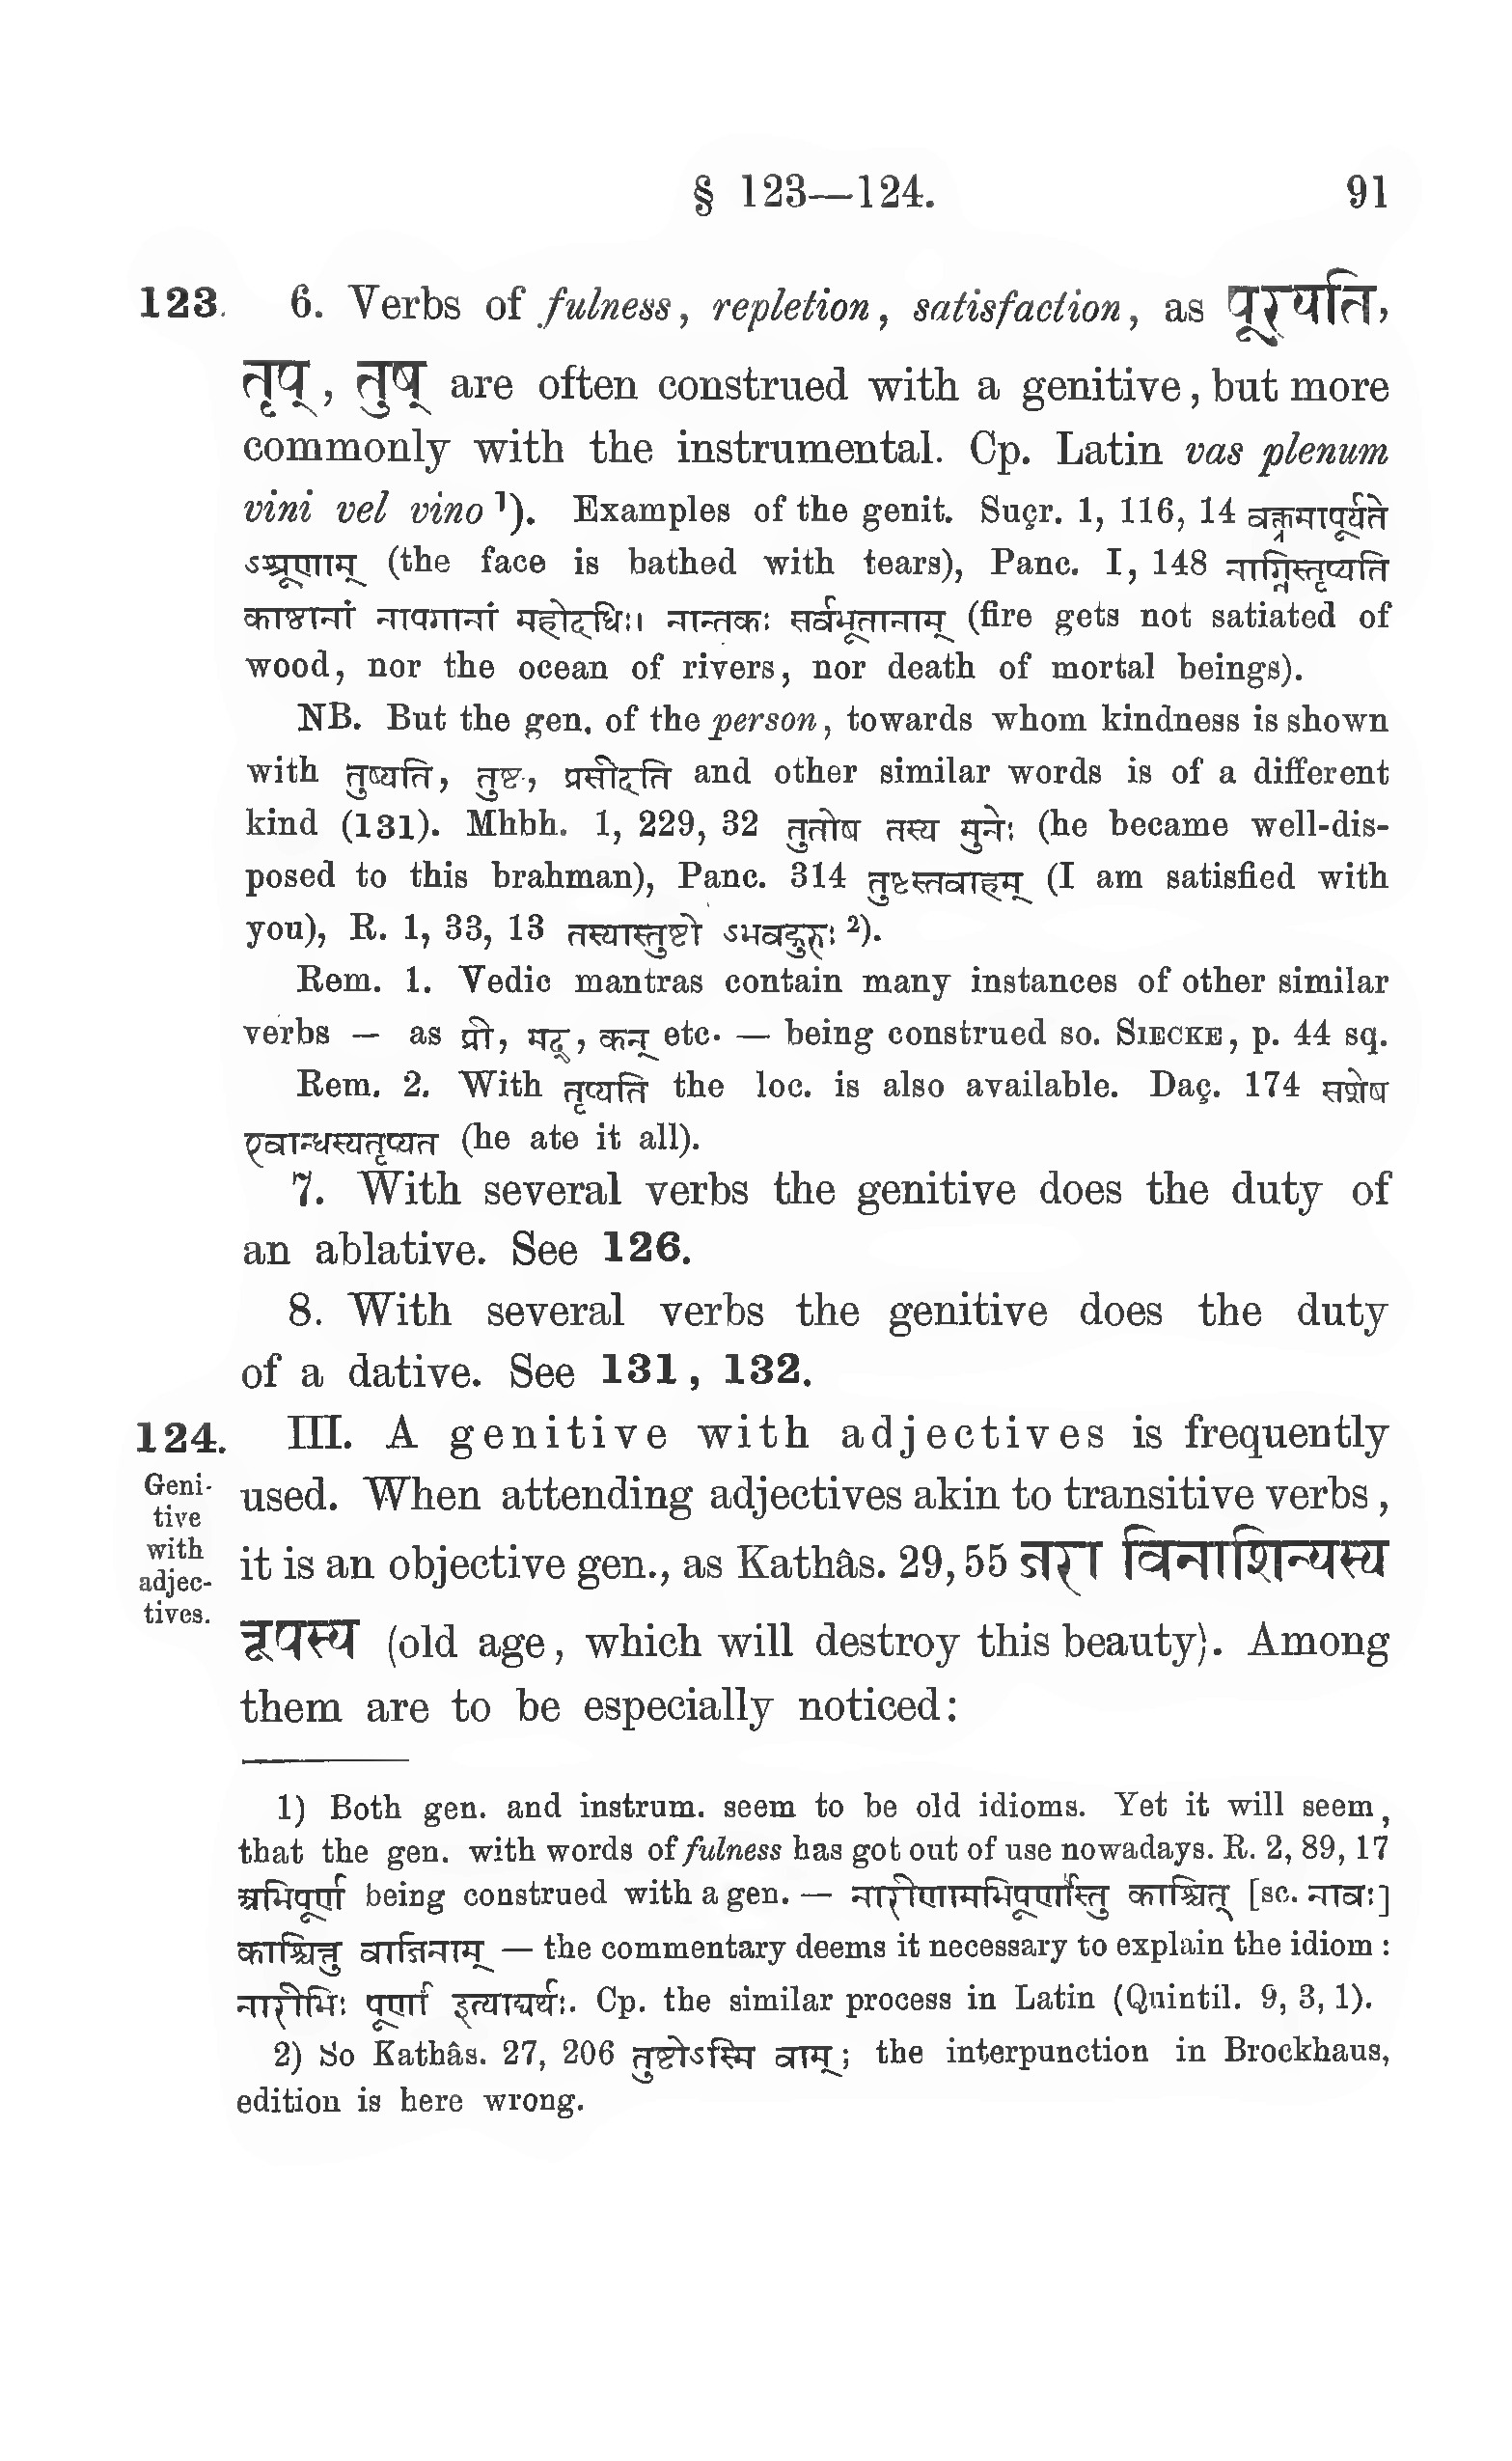 § 123—124. 91
123. 6. Verbs of fulness, repletion, satisfaction, as पूरयति,
तृप्, तुष् are often construed with a genitive, but more
commonly with the instrumental. Cp. Latin vas plenum
vini vel vino ¹). Examples of the genit. Suçr. 1, 116, 14 वक्त्रमापूर्यते
ऽश्रूणाम् (the face is bathed with tears), Panc. I, 148 नाग्निस्तृप्यति
काष्ठानां नापगानां महोदधिः। नान्तकः सर्वभूतानाम् (fire gets not satiated of
wood, nor the ocean of rivers, nor death of mortal beings).
NB. But the gen. of the person, towards whom kindness is shown
with तुष्यति, तुष्ट, प्रसीदति and other similar words is of a different
kind (131). Mhbh. 1, 229, 32 तुतोष तस्य मुनेः (he became well-dis-
posed to this brahman), Panc. 314 तुष्टस्तवाहम् (I am satisfied with
you), R. 1, 33, 13 तस्यास्तुष्टो ऽभवद्गुरुः ²).
Rem. 1. Vedic mantras contain many instances of other similar
verbs — as प्री, मद्, कन् etc. — being construed so. SIECKE, p. 44 sq.
Rem. 2. With तृप्यति the loc. is also available. Daç. 174 सशेष
एवान्धस्यतृप्यत (he ate it all).
7. With several verbs the genitive does the duty of
an ablative. See 126.
8. With several verbs the genitive does the duty
of a dative. See 131, 132.
124. III. A genitive with adjectives is frequently
Geni-
tive
with
adjec-
tives.
used. When attending adjectives akin to transitive verbs,
it is an objective gen., as Kathâs. 29, 55 जरा विनाशिन्यस्य
रूपस्य (old age, which will destroy this beauty). Among
them are to be especially noticed:
1) Both gen. and instrum. seem to be old idioms. Yet it will seem,
that the gen. with words of fulness has got out of use nowadays. R. 2, 89, 17
अभिपूर्ण being construed with a gen. — नारीणामभिपूर्णास्तु काश्चित् [sc. नावः]
काश्चित्तु वाजिनाम् — the commentary deems it necessary to explain the idiom:
नारीभिः पूर्णा इत्याद्यर्थः. Cp. the similar process in Latin (Quintil. 9, 3, 1).
2) So Kathâs. 27, 206 तुष्टोऽस्मि वाम्; the interpunction in Brockhaus,
edition is here wrong.